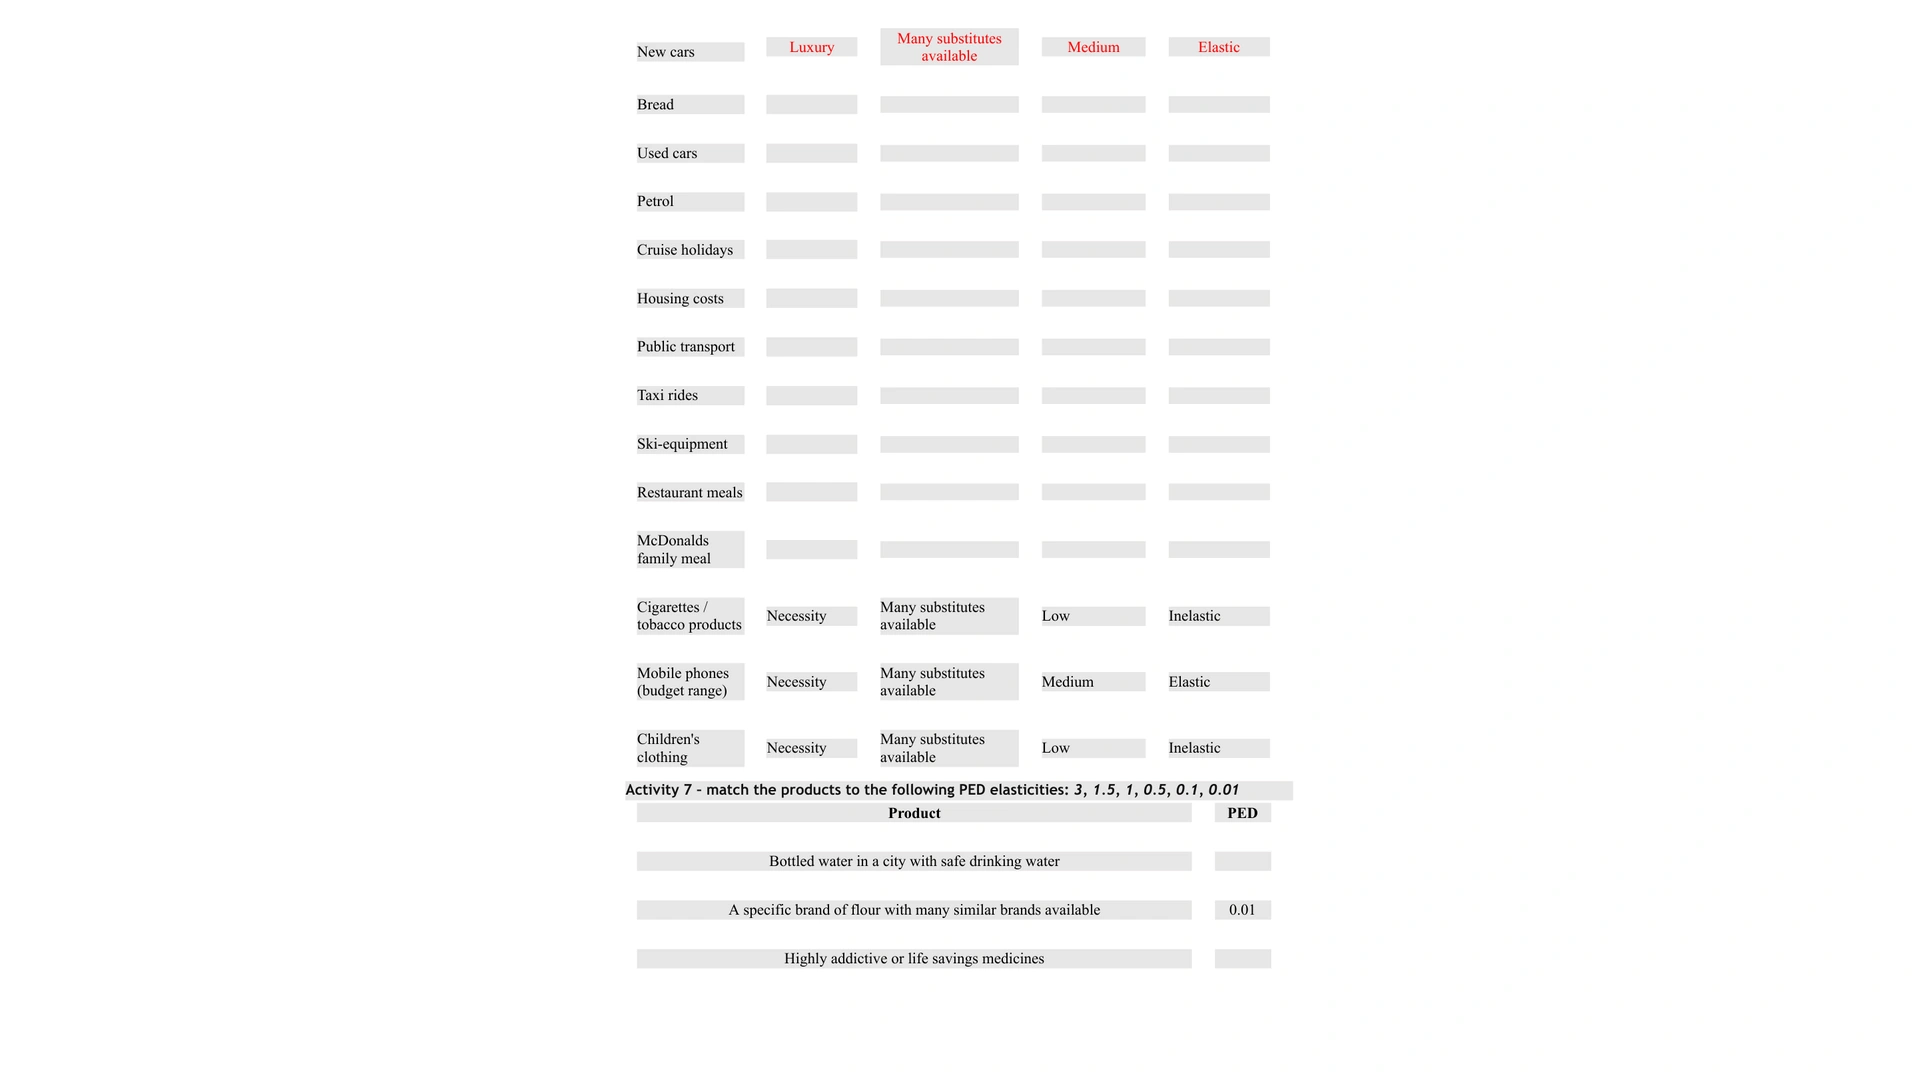 New cars Luxury Many substitutes available Medium Elastic
Bread
Used cars
Petrol
Cruise holidays
Housing costs
Public transport
Taxi rides
Ski-equipment
Restaurant meals
McDonalds family meal
Cigarettes / tobacco products Necessity Many substitutes available Low Inelastic
Mobile phones (budget range) Necessity Many substitutes available Medium Elastic
Children's clothing Necessity Many substitutes available Low Inelastic
Activity 7 - match the products to the following PED elasticities: 3, 1.5, 1, 0.5, 0.1, 0.01
Product PED
Bottled water in a city with safe drinking water
A specific brand of flour with many similar brands available 0.01
Highly addictive or life savings medicines